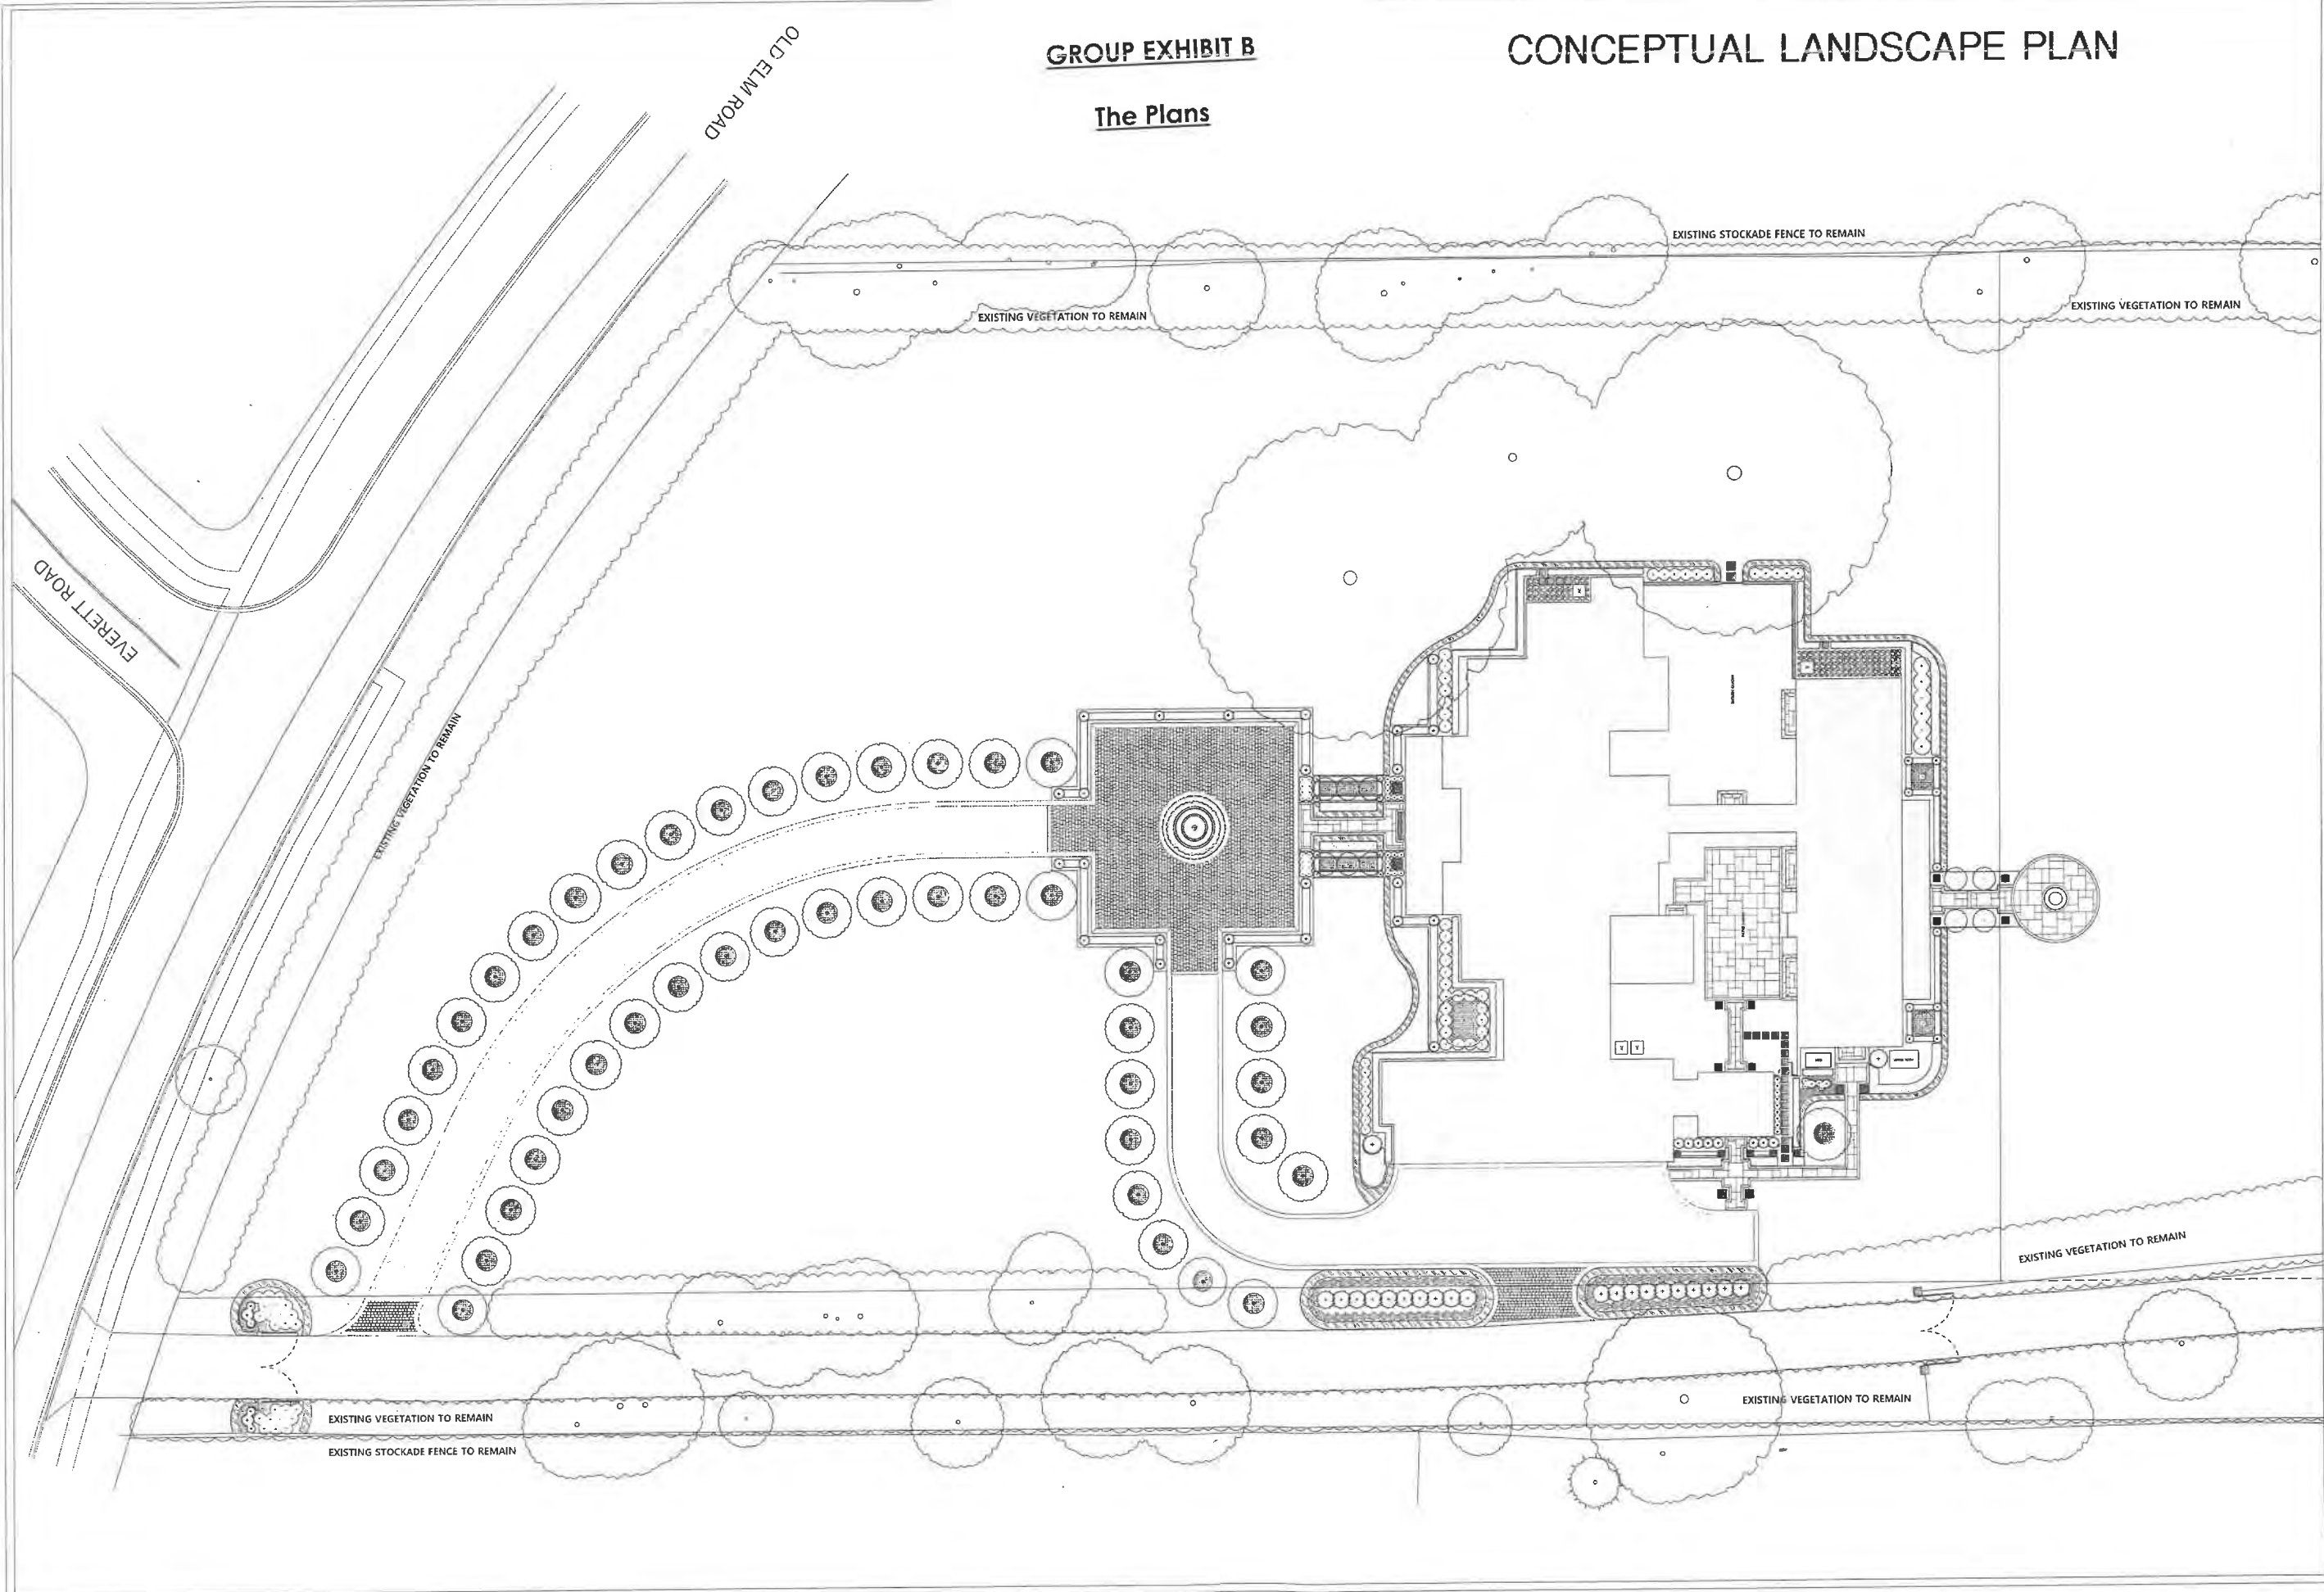 GROUP EXHIBIT B
CONCEPTUAL LANDSCAPE PLAN
The Plans
OLD ELM ROAD
EXISTING STOCKADE FENCE TO REMAIN
EXISTING VEGETATION TO REMAIN
EXISTING VEGETATION TO REMAIN
EVERETT ROAD
EXISTING VEGETATION TO REMAIN
EXISTING VEGETATION TO REMAIN
EXISTING VEGETATION TO REMAIN
EXISTING VEGETATION TO REMAIN
EXISTING STOCKADE FENCE TO REMAIN